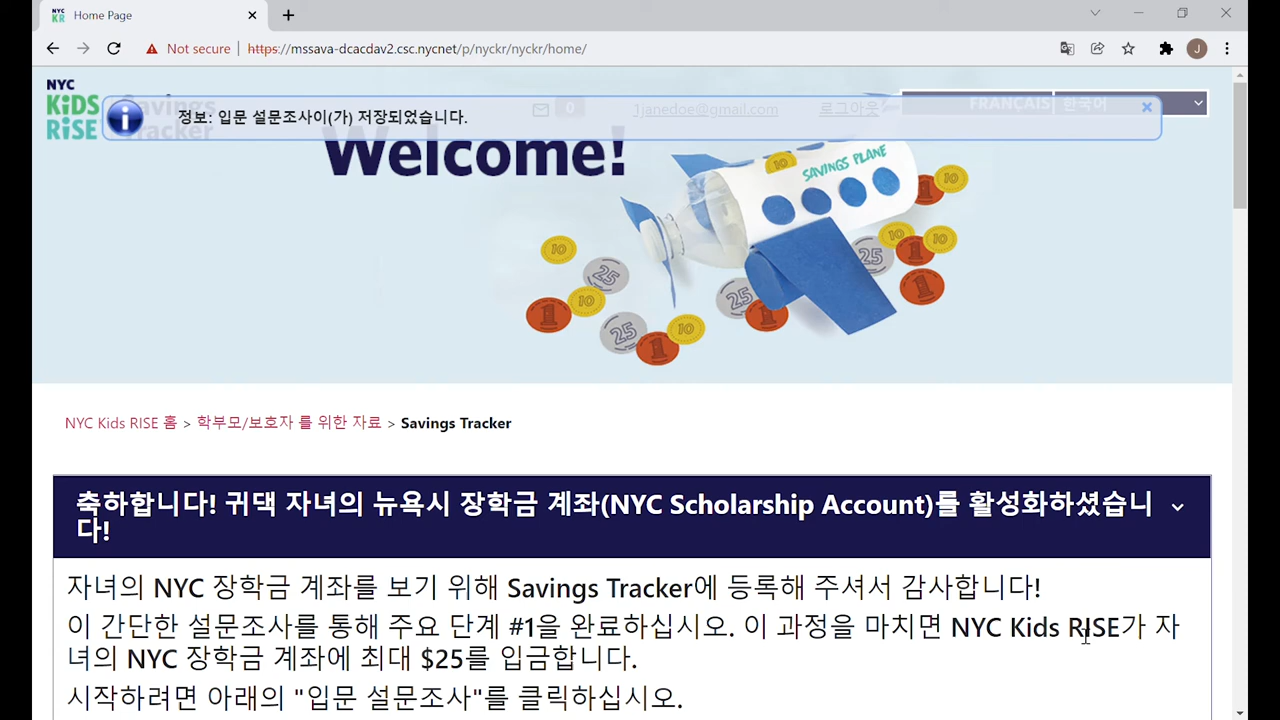 Home Page
Not secure https://mssava-dcacdav2.csc.nycnet/p/nyckr/nyckr/home/
J
NYC
KiDS
RiSE
Savings
Tracker
0
1janedoe@gmail.com
로그아웃
FRANÇAIS
한국어
정보: 입문 설문조사이(가) 저장되었습니다.
Welcome!
SAVINGS PLANE
NYC Kids RISE 홈 > 학부모/보호자 를 위한 자료 > Savings Tracker
축하합니다! 귀댁 자녀의 뉴욕시 장학금 계좌(NYC Scholarship Account)를 활성화하셨습니
다!
자녀의 NYC 장학금 계좌를 보기 위해 Savings Tracker에 등록해 주셔서 감사합니다!
이 간단한 설문조사를 통해 주요 단계 #1을 완료하십시오. 이 과정을 마치면 NYC Kids RISE가 자
녀의 NYC 장학금 계좌에 최대 $25를 입금합니다.
시작하려면 아래의 "입문 설문조사"를 클릭하십시오.